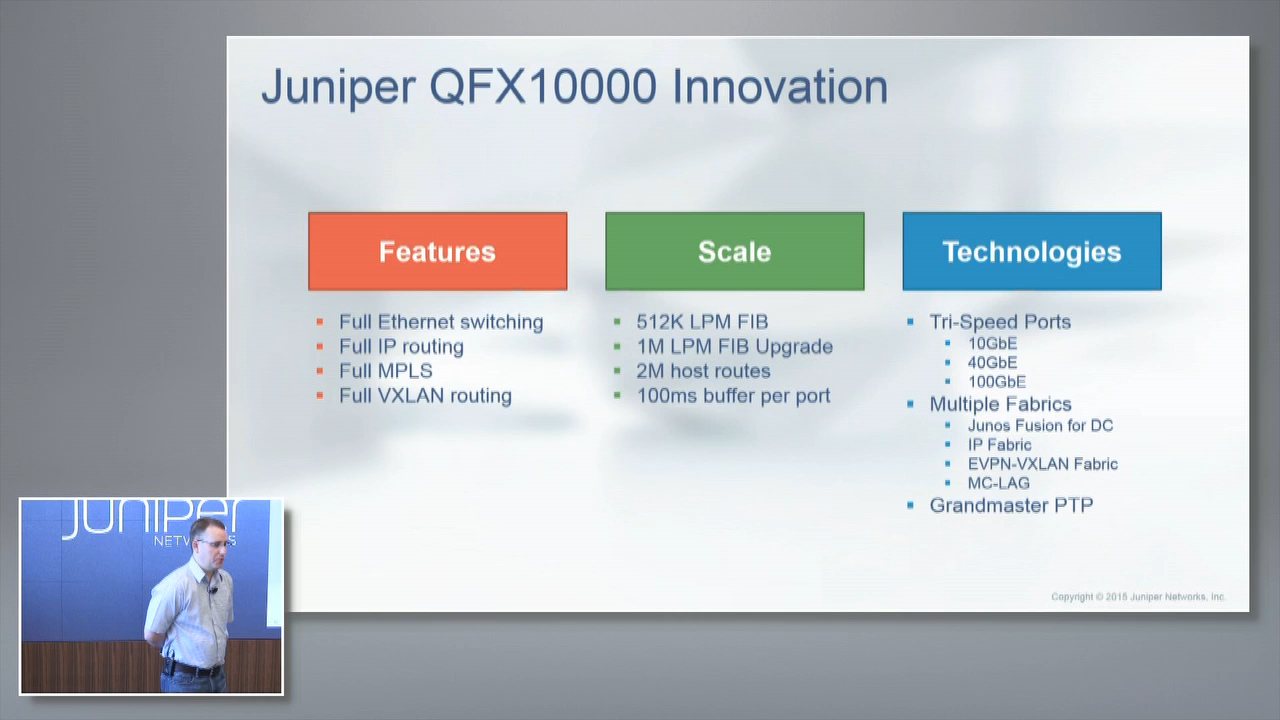 Juniper QFX10000 Innovation
Features
Full Ethernet switching
Full IP routing
Full MPLS
Full VXLAN routing
Scale
512K LPM FIB
1M LPM FIB Upgrade
2M host routes
100ms buffer per port
Technologies
Tri-Speed Ports
10GbE
40GbE
100GbE
Multiple Fabrics
Junos Fusion for DC
IP Fabric
EVPN-VXLAN Fabric
MC-LAG
Grandmaster PTP
Copyright © 2015 Juniper Networks, Inc.
Juniper
NETWORKS